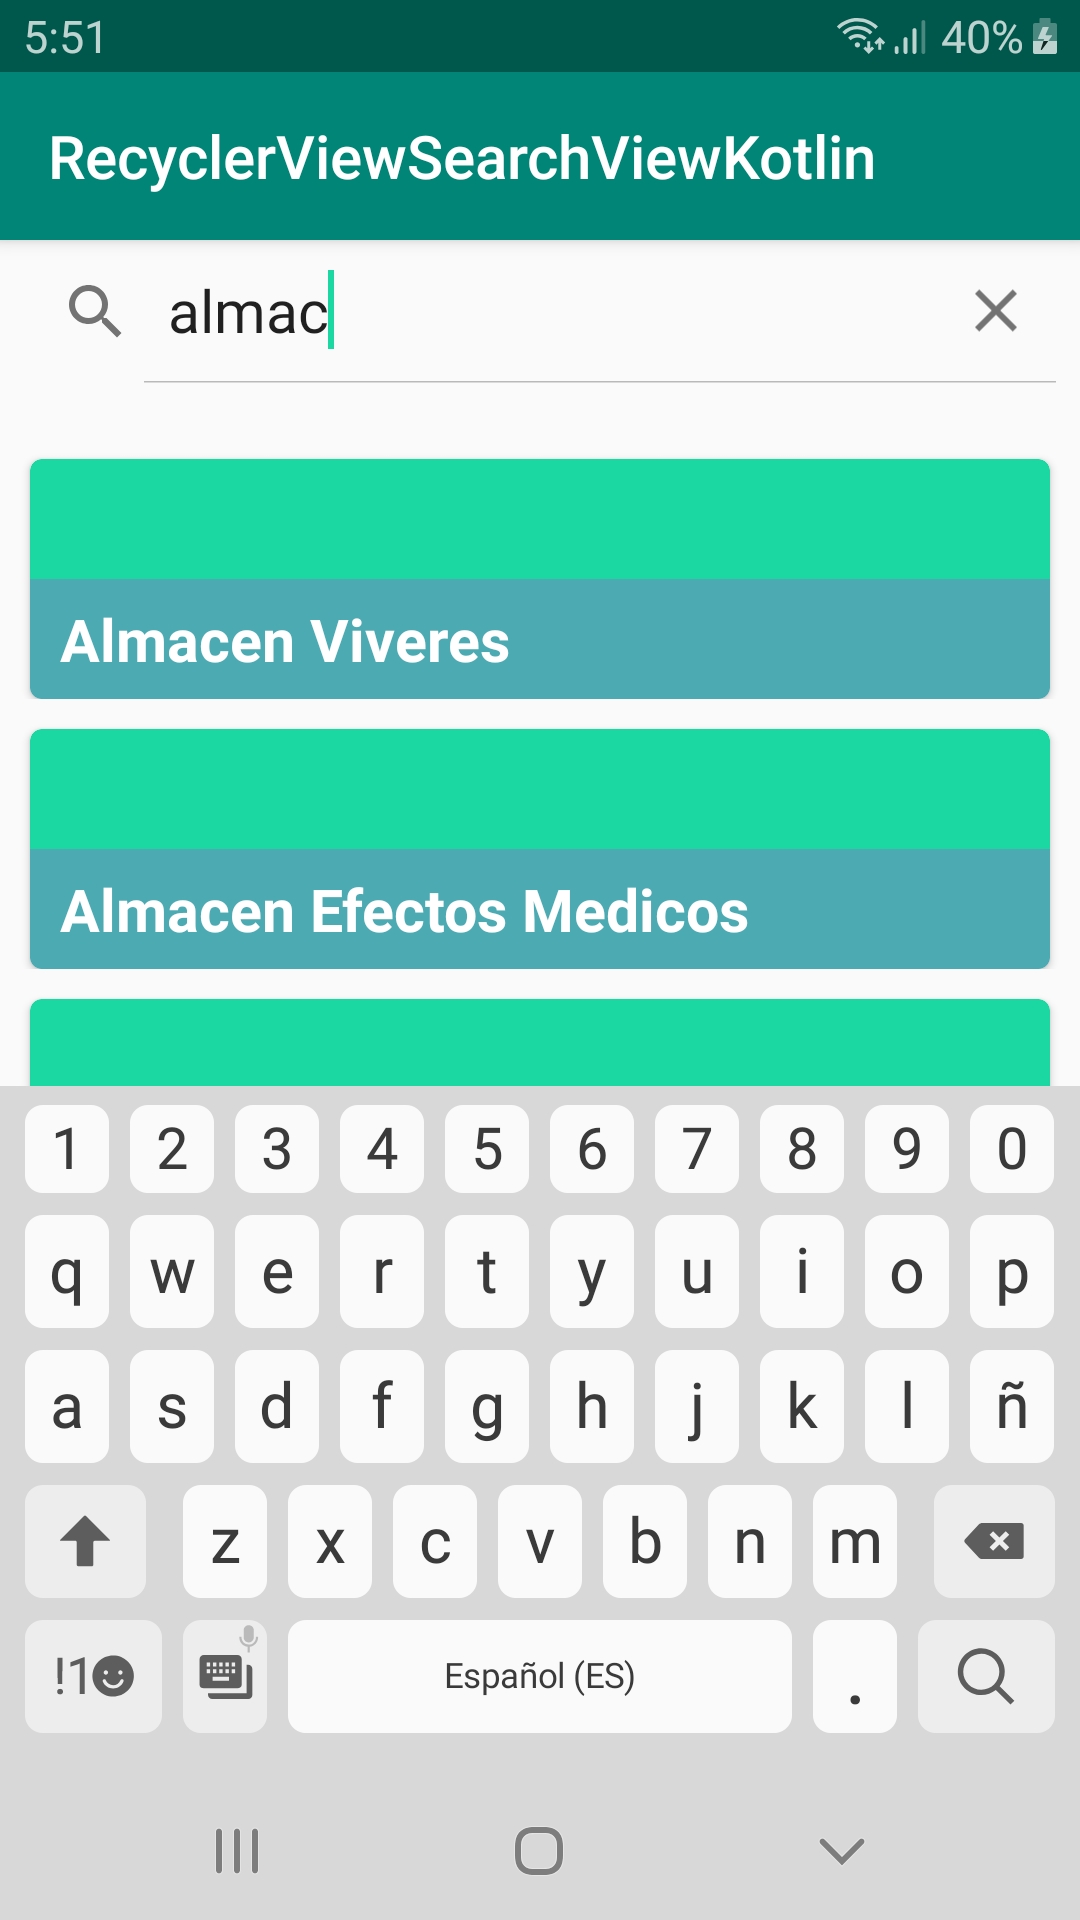 5:51 40%
RecyclerViewSearchViewKotlin
almac
Almacen Viveres
Almacen Efectos Medicos
1 2 3 4 5 6 7 8 9 0
q w e r t y u i o p
a s d f g h j k l ñ
z x c v b n m
!1 Español (ES) .